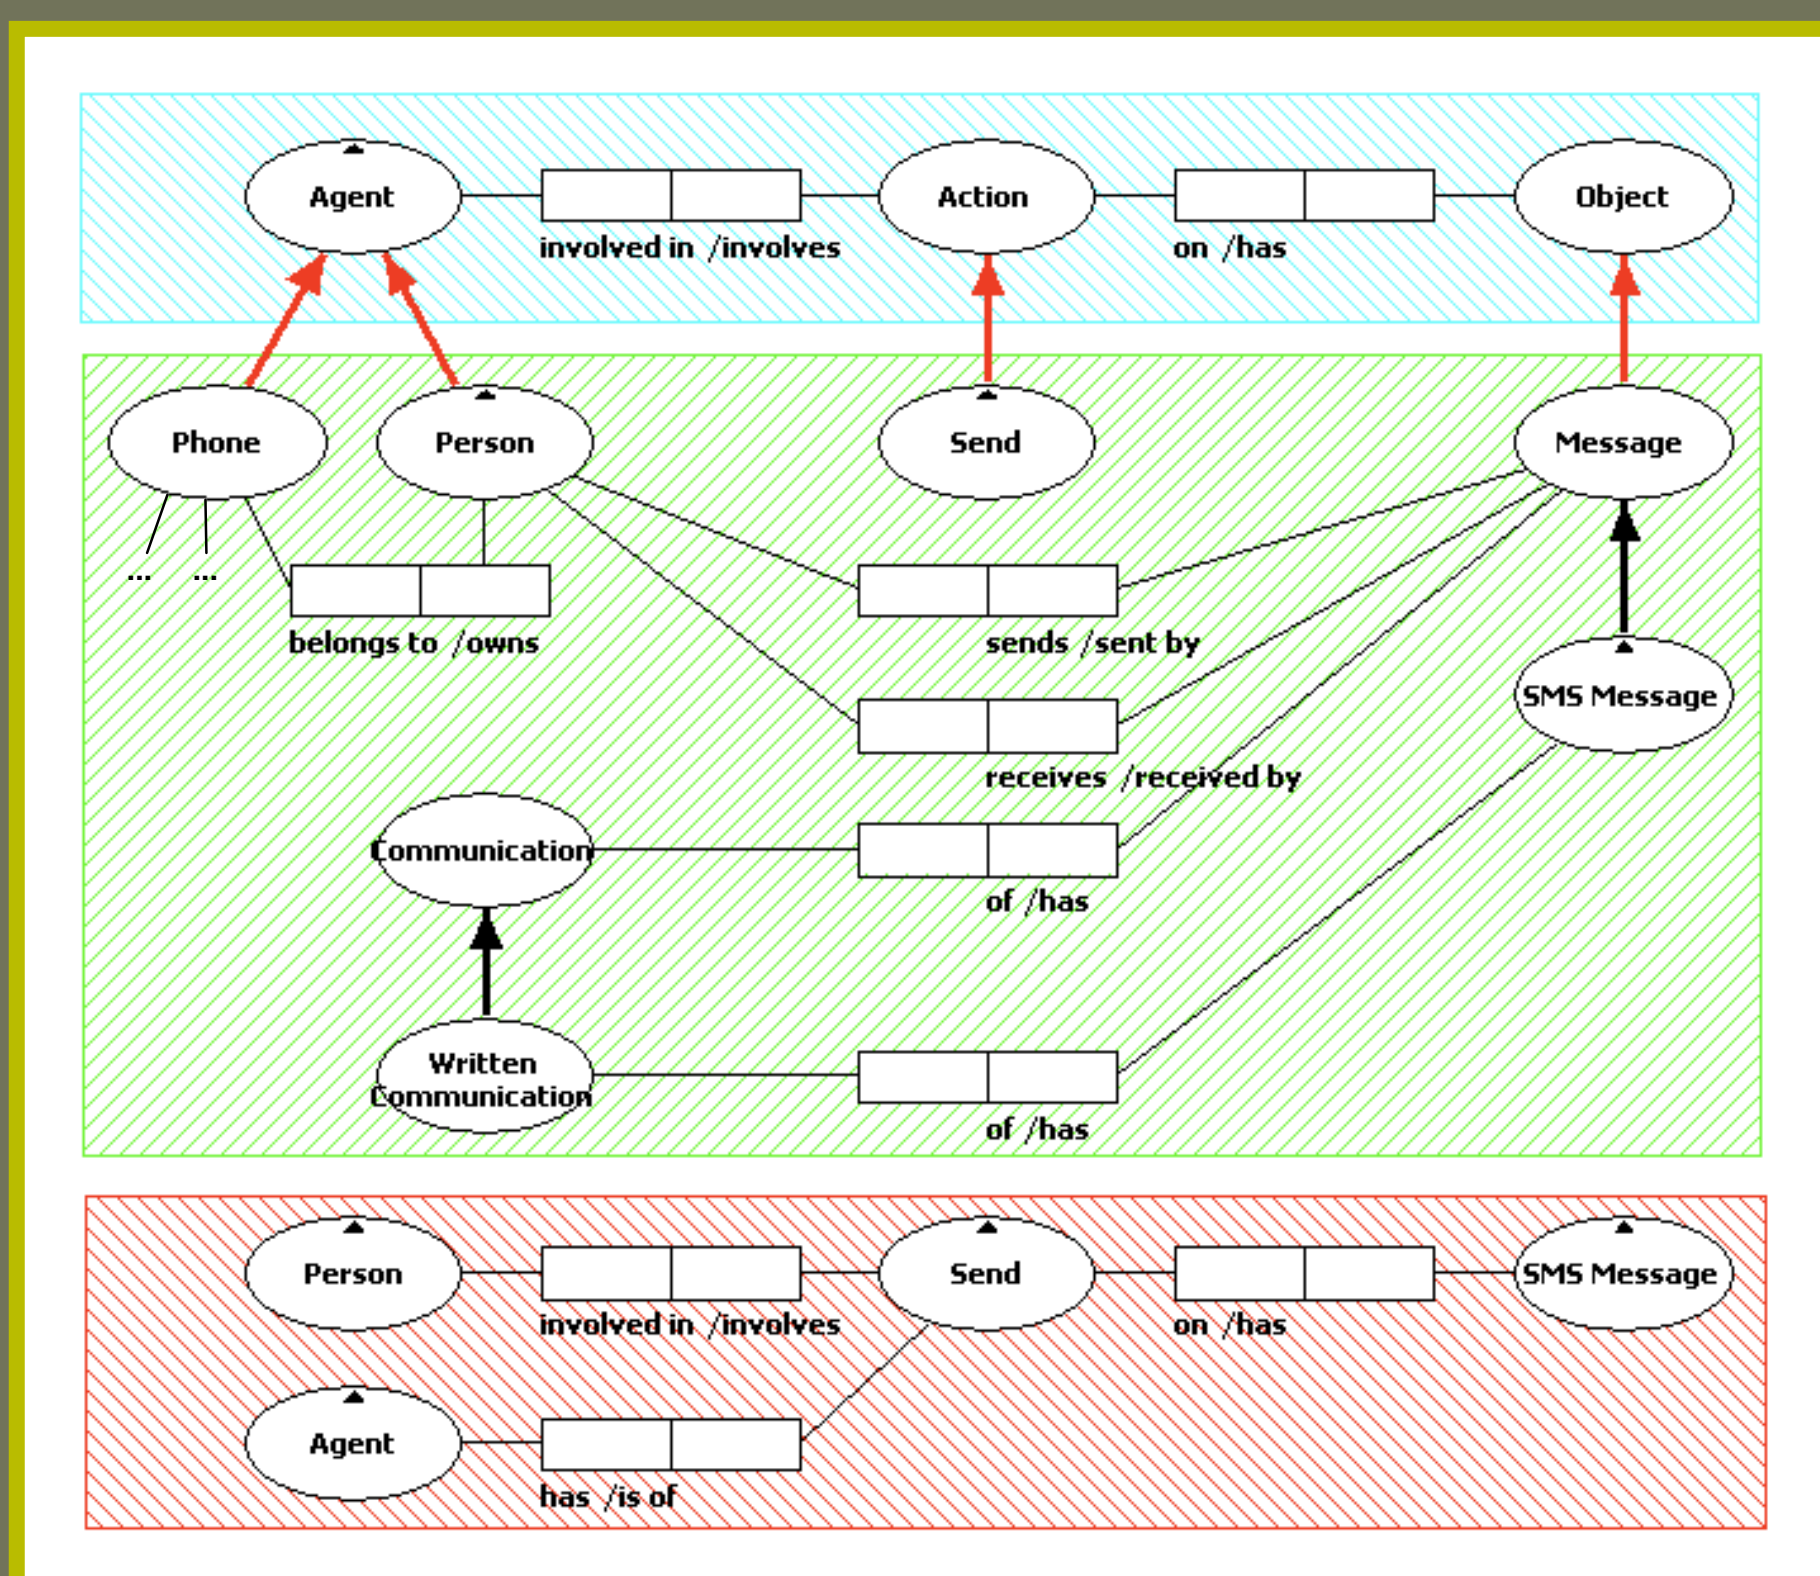 Agent
Action
Object
involved in /involves
on /has
Phone
Person
Send
Message
... ...
belongs to /owns
sends /sent by
SMS Message
receives /received by
Communication
of /has
Written
Communication
of /has
Person
Send
SMS Message
involved in /involves
on /has
Agent
has /is of